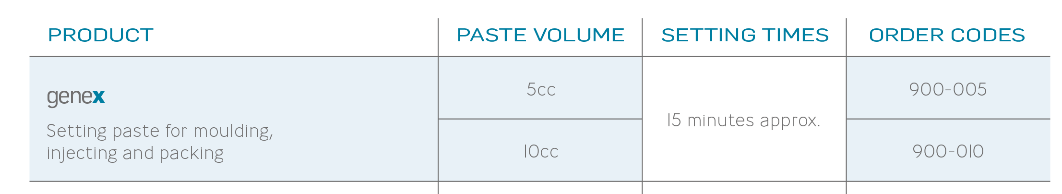 PRODUCT PASTE VOLUME SETTING TIMES ORDER CODES
genex
Setting paste for moulding,
injecting and packing
5cc
10cc
15 minutes approx.
900-005
900-010